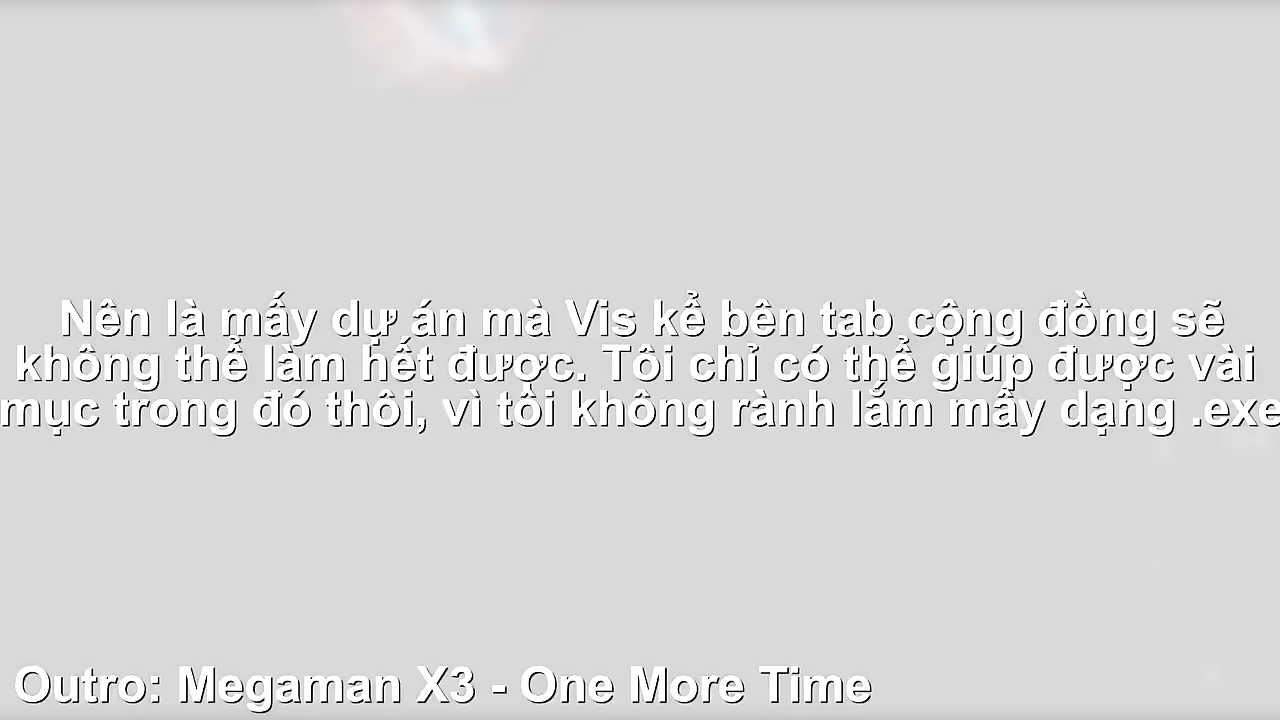 Nên là mấy dự án mà Vis kể bên tab cộng đồng sẽ
không thể làm hết được. Tôi chỉ có thể giúp được vài
mục trong đó thôi, vì tôi không rành lắm mấy dạng .exe
Outro: Megaman X3 - One More Time